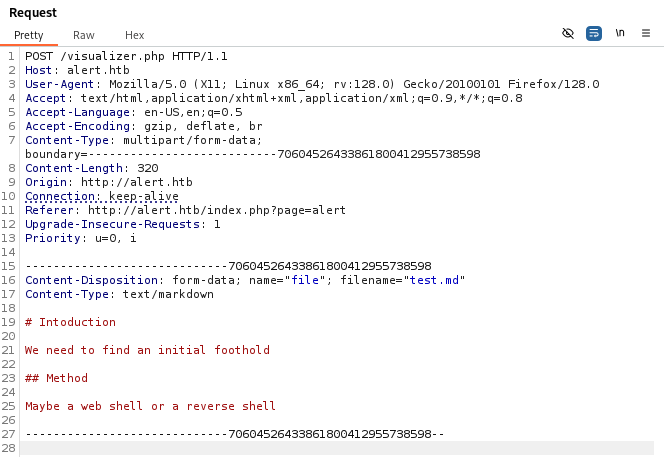 Request
Pretty Raw Hex
\n
1 POST /visualizer.php HTTP/1.1
2 Host: alert.htb
3 User-Agent: Mozilla/5.0 (X11; Linux x86_64; rv:128.0) Gecko/20100101 Firefox/128.0
4 Accept: text/html,application/xhtml+xml,application/xml;q=0.9,*/*;q=0.8
5 Accept-Language: en-US,en;q=0.5
6 Accept-Encoding: gzip, deflate, br
7 Content-Type: multipart/form-data;
boundary=---------------------------70604526433861800412955738598
8 Content-Length: 320
9 Origin: http://alert.htb
10 Connection: keep-alive
11 Referer: http://alert.htb/index.php?page=alert
12 Upgrade-Insecure-Requests: 1
13 Priority: u=0, i
14
15 -----------------------------70604526433861800412955738598
16 Content-Disposition: form-data; name="file"; filename="test.md"
17 Content-Type: text/markdown
18
19 # Intoduction
20
21 We need to find an initial foothold
22
23 ## Method
24
25 Maybe a web shell or a reverse shell
26
27 -----------------------------70604526433861800412955738598--
28